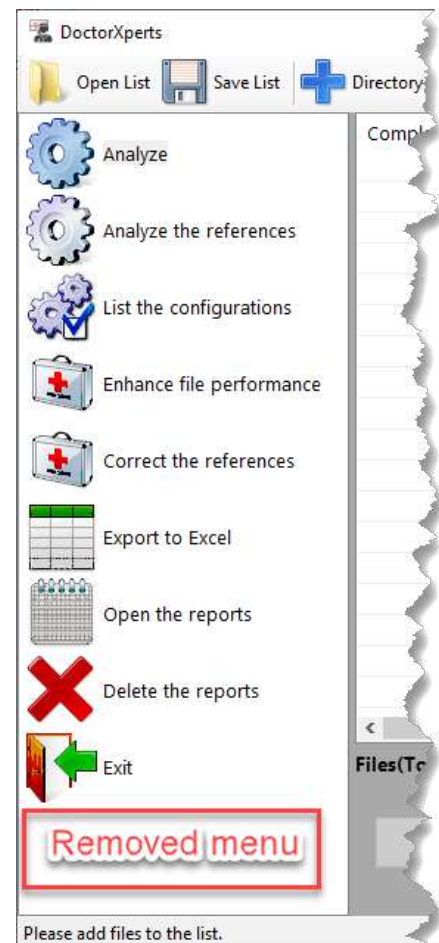 DoctorXperts
Open List Save List Directory
Analyze
Analyze the references
List the configurations
Enhance file performance
Correct the references
Export to Excel
Open the reports
Delete the reports
Exit
Removed menu
Please add files to the list.